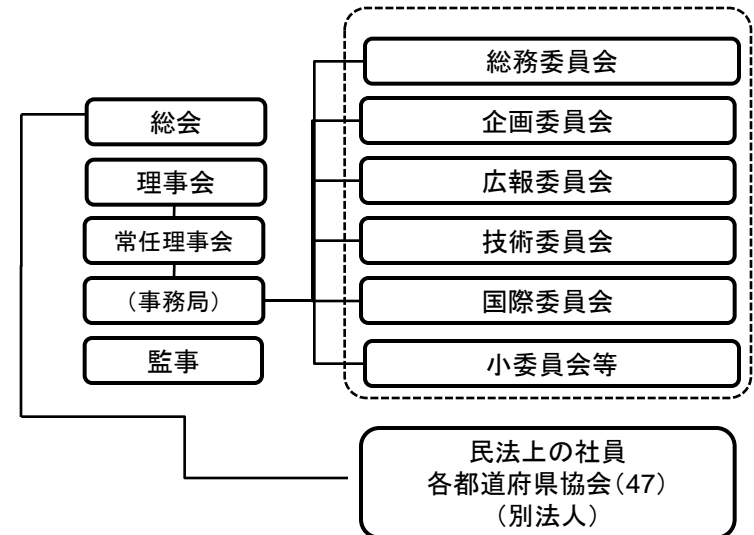 総会
理事会
常任理事会
（事務局）
監事
総務委員会
企画委員会
広報委員会
技術委員会
国際委員会
小委員会等
民法上の社員
各都道府県協会（47）
（別法人）